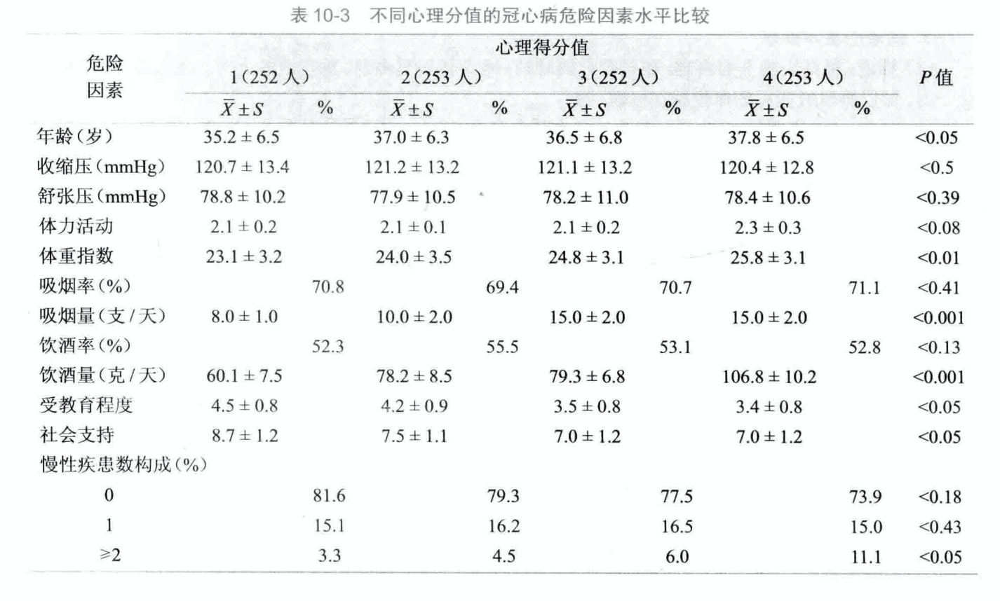 表 10-3 不同心理分值的冠心病危险因素水平比较
危险因素 心理得分值 P 值
1(252 人) 2(253 人) 3(252 人) 4(253 人)
X̄ ± S % X̄ ± S % X̄ ± S % X̄ ± S %
年龄(岁) 35.2 ± 6.5 37.0 ± 6.3 36.5 ± 6.8 37.8 ± 6.5 <0.05
收缩压(mmHg) 120.7 ± 13.4 121.2 ± 13.2 121.1 ± 13.2 120.4 ± 12.8 <0.5
舒张压(mmHg) 78.8 ± 10.2 77.9 ± 10.5 78.2 ± 11.0 78.4 ± 10.6 <0.39
体力活动 2.1 ± 0.2 2.1 ± 0.1 2.1 ± 0.2 2.3 ± 0.3 <0.08
体重指数 23.1 ± 3.2 24.0 ± 3.5 24.8 ± 3.1 25.8 ± 3.1 <0.01
吸烟率(%) 70.8 69.4 70.7 71.1 <0.41
吸烟量(支/天) 8.0 ± 1.0 10.0 ± 2.0 15.0 ± 2.0 15.0 ± 2.0 <0.001
饮酒率(%) 52.3 55.5 53.1 52.8 <0.13
饮酒量(克/天) 60.1 ± 7.5 78.2 ± 8.5 79.3 ± 6.8 106.8 ± 10.2 <0.001
受教育程度 4.5 ± 0.8 4.2 ± 0.9 3.5 ± 0.8 3.4 ± 0.8 <0.05
社会支持 8.7 ± 1.2 7.5 ± 1.1 7.0 ± 1.2 7.0 ± 1.2 <0.05
慢性疾患数构成(%)
0 81.6 79.3 77.5 73.9 <0.18
1 15.1 16.2 16.5 15.0 <0.43
⩾2 3.3 4.5 6.0 11.1 <0.05